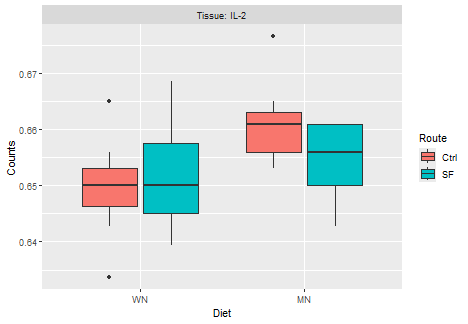 Tissue: IL-2
Counts
0.67
0.66
0.65
0.64
WN
MN
Diet
Route
Ctrl
SF